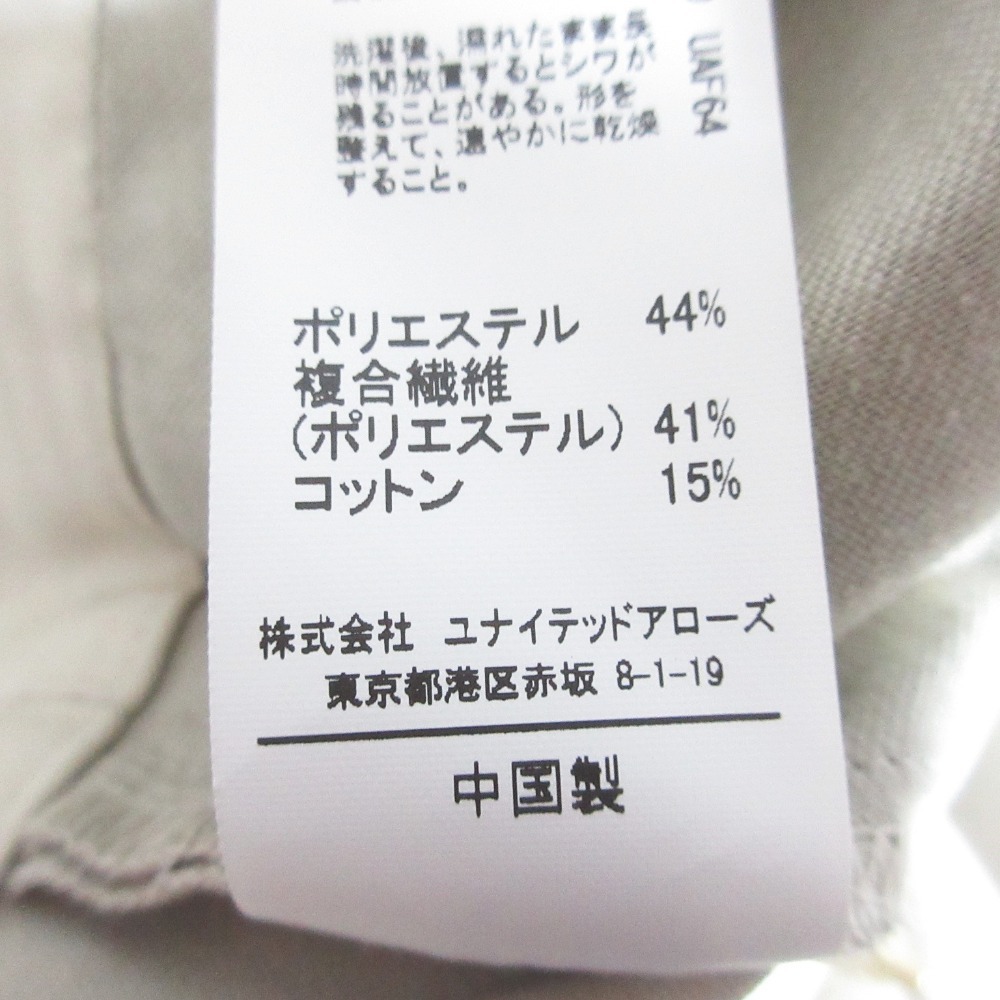 洗濯後、濡れたまま長
時間放置するとシワが
残ることがある。形を
整えて、速やかに乾燥
すること。
UAF64
ポリエステル 44%
複合繊維
(ポリエステル) 41%
コットン 15%
株式会社 ユナイテッドアローズ
東京都港区赤坂 8-1-19
中国製